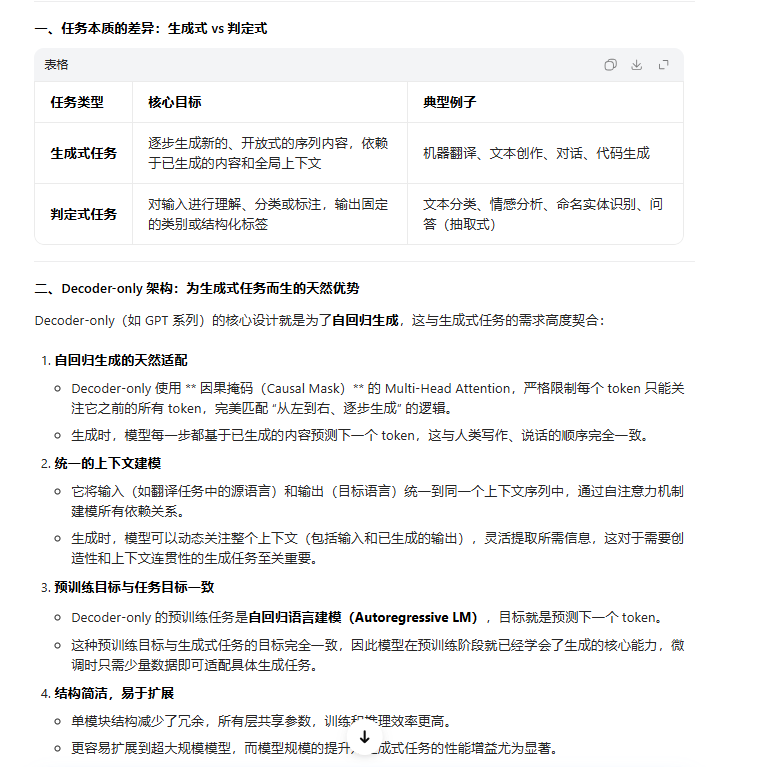 一、任务本质的差异：生成式 vs 判定式
表格
任务类型 核心目标 典型例子
生成式任务 逐步生成新的、开放式的序列内容，依赖于已生成的内容和全局上下文 机器翻译、文本创作、对话、代码生成
判定式任务 对输入进行理解、分类或标注，输出固定的类别或结构化标签 文本分类、情感分析、命名实体识别、问答（抽取式）
二、Decoder-only 架构：为生成式任务而生的天然优势
Decoder-only（如 GPT 系列）的核心设计就是为了自回归生成，这与生成式任务的需求高度契合：
1. 自回归生成的天然适配
Decoder-only 使用 ** 因果掩码（Causal Mask）** 的 Multi-Head Attention，严格限制每个 token 只能关
注它之前的所有 token，完美匹配 “从左到右、逐步生成” 的逻辑。
生成时，模型每一步都基于已生成的内容预测下一个 token，这与人类写作、说话的顺序完全一致。
2. 统一的上下文建模
它将输入（如翻译任务中的源语言）和输出（目标语言）统一到同一个上下文序列中，通过自注意力机制
建模所有依赖关系。
生成时，模型可以动态关注整个上下文（包括输入和已生成的输出），灵活提取所需信息，这对于需要创
造性和上下文连贯性的生成任务至关重要。
3. 预训练目标与任务目标一致
Decoder-only 的预训练任务是自回归语言建模（Autoregressive LM），目标就是预测下一个 token。
这种预训练目标与生成式任务的目标完全一致，因此模型在预训练阶段就已经学会了生成的核心能力，微
调时只需少量数据即可适配具体生成任务。
4. 结构简洁，易于扩展
单模块结构减少了冗余，所有层共享参数，训练和推理效率更高。
更容易扩展到超大规模模型，而模型规模的提升 成式任务的性能增益尤为显著。